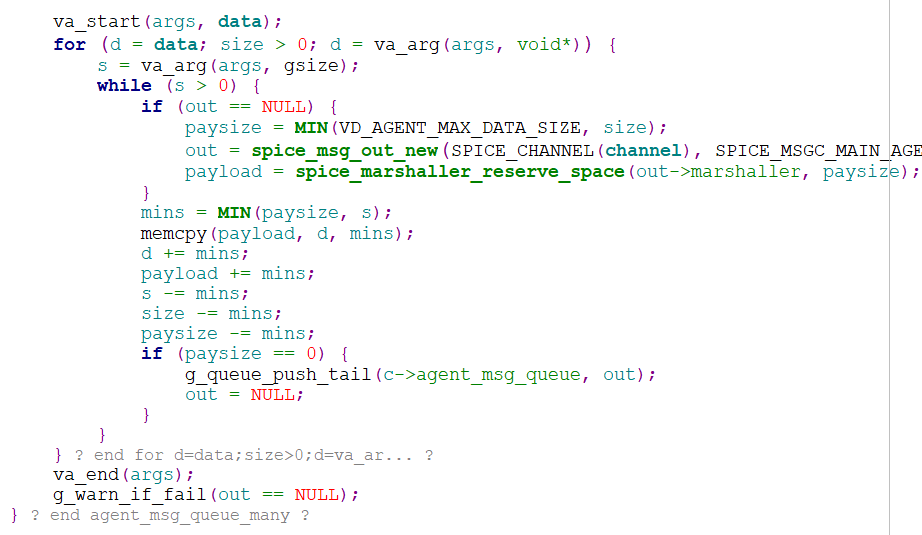 va_start(args, data);
for (d = data; size > 0; d = va_arg(args, void*)) {
s = va_arg(args, gsize);
while (s > 0) {
if (out == NULL) {
paysize = MIN(VD_AGENT_MAX_DATA_SIZE, size);
out = spice_msg_out_new(SPICE_CHANNEL(channel), SPICE_MSGC_MAIN_AGE
payload = spice_marshaller_reserve_space(out->marshaller, paysize);
}
mins = MIN(paysize, s);
memcpy(payload, d, mins);
d += mins;
payload += mins;
s -= mins;
size -= mins;
paysize -= mins;
if (paysize == 0) {
g_queue_push_tail(c->agent_msg_queue, out);
out = NULL;
}
}
} ? end for d=data;size>0;d=va_ar... ?
va_end(args);
g_warn_if_fail(out == NULL);
} ? end agent_msg_queue_many ?